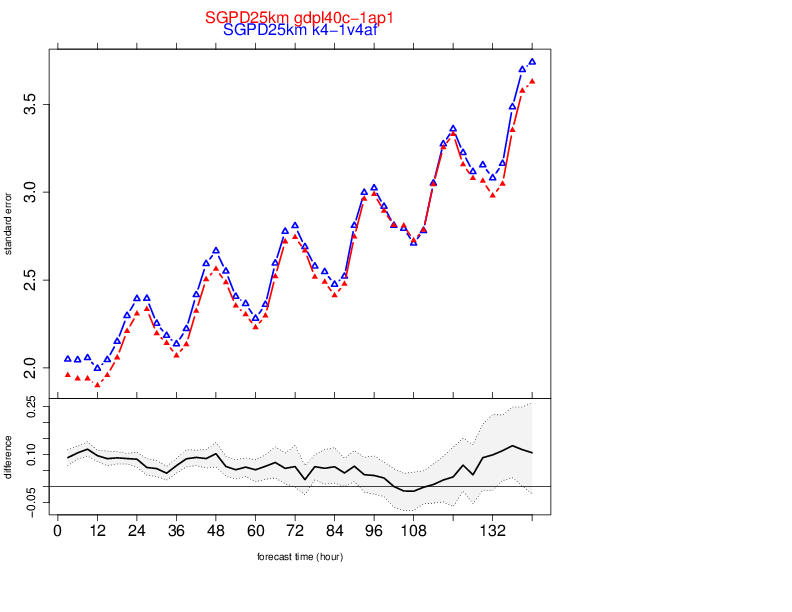 SGPD25km gdpl40c−1ap1
SGPD25km k4−1v4af
3.5
3.0
2.5
2.0
standard error
0.25
0.10
−0.05
difference
0 12 24 36 48 60 72 84 96 108 132
forecast time (hour)